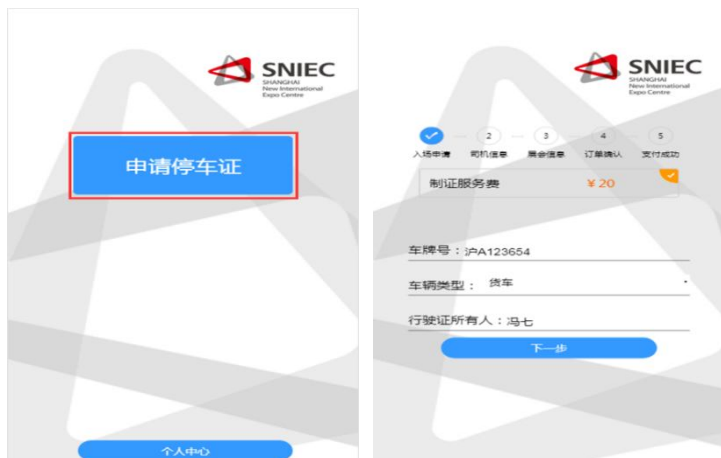 SNIEC
SHANGHAI
New International
Expo Centre
申请停车证
个人中心
SNIEC
SHANGHAI
New International
Expo Centre
2 3 4 5
入场申请 司机信息 展会信息 订单确认 支付成功
制证服务费 ¥20
车牌号：沪A123654
车辆类型： 货车
行驶证所有人：冯七
下一步